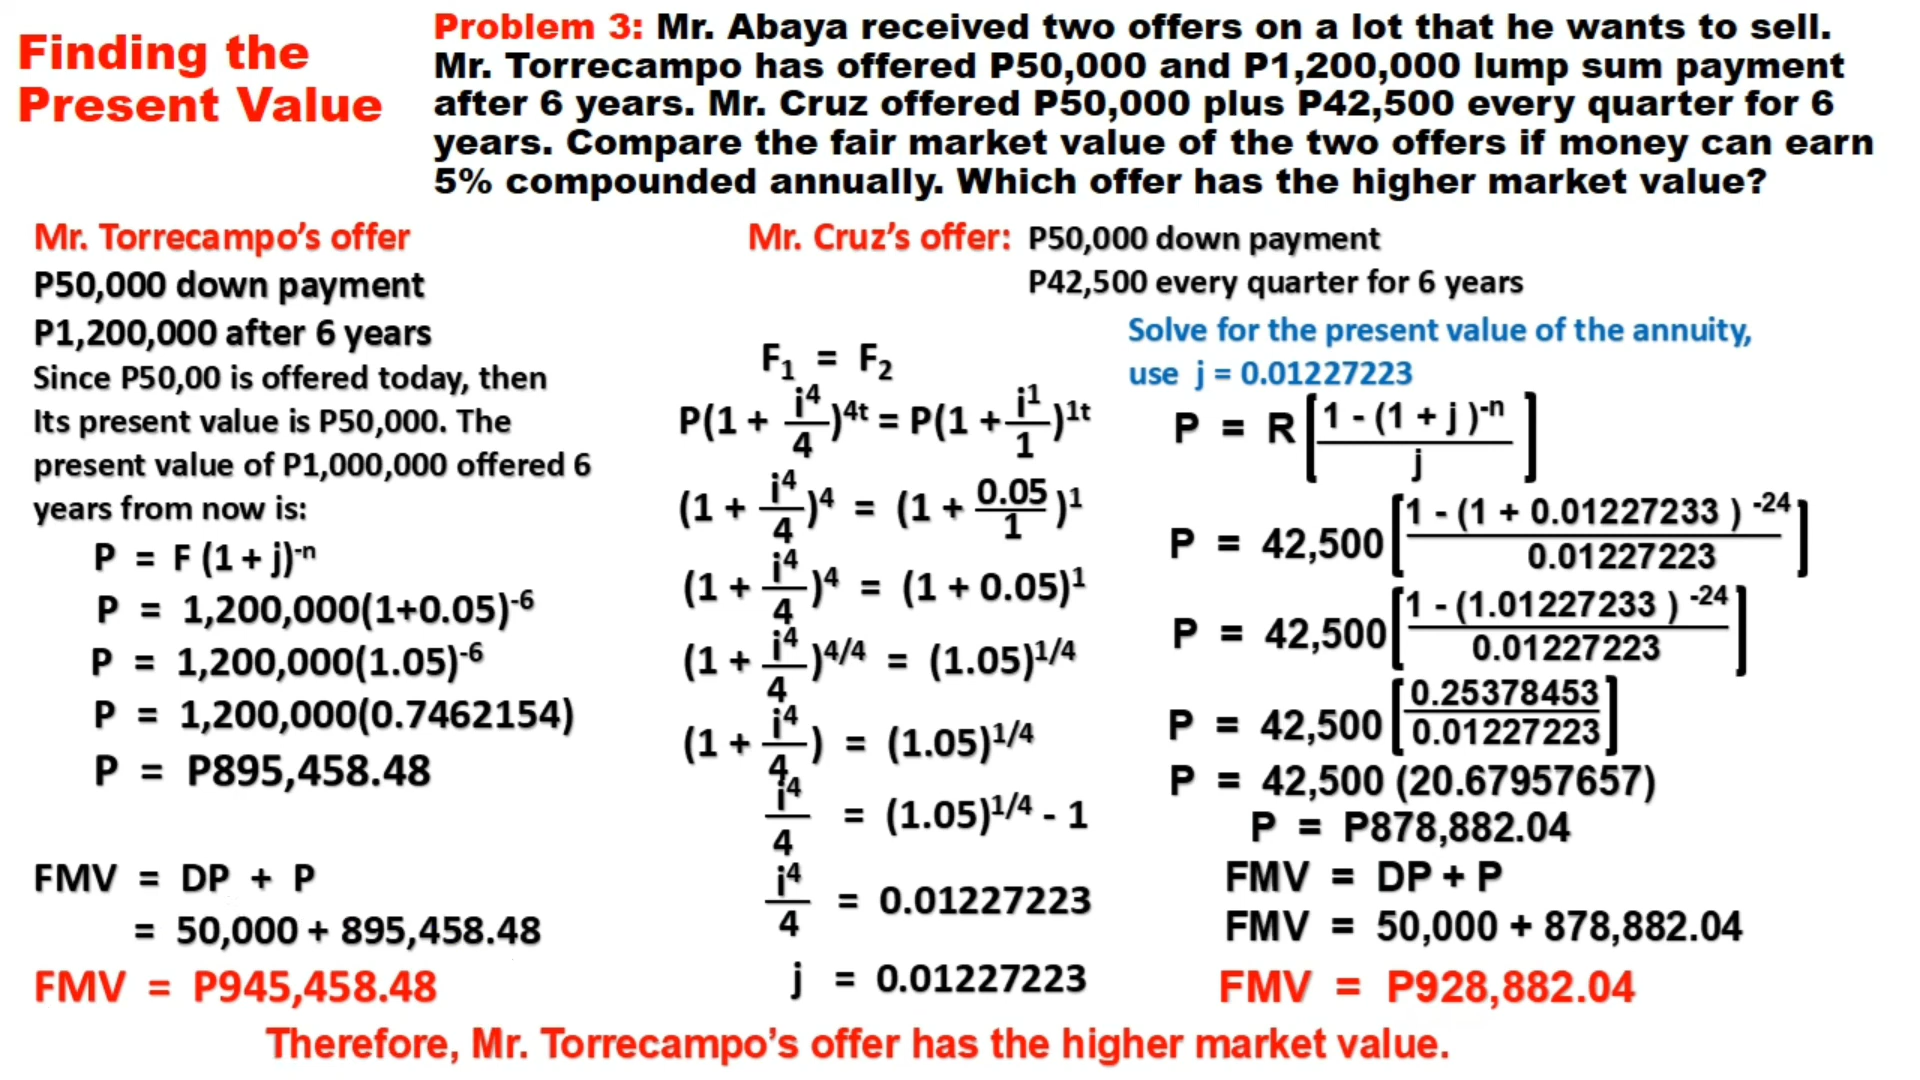 Finding the
Present Value
Problem 3: Mr. Abaya received two offers on a lot that he wants to sell.
Mr. Torrecampo has offered P50,000 and P1,200,000 lump sum payment
after 6 years. Mr. Cruz offered P50,000 plus P42,500 every quarter for 6
years. Compare the fair market value of the two offers if money can earn
5% compounded annually. Which offer has the higher market value?
Mr. Torrecampo's offer
P50,000 down payment
P1,200,000 after 6 years
Since P50,00 is offered today, then
Its present value is P50,000. The
present value of P1,000,000 offered 6
years from now is:
P = F (1 + j)⁻ⁿ
P = 1,200,000(1+0.05)⁻⁶
P = 1,200,000(1.05)⁻⁶
P = 1,200,000(0.7462154)
P = P895,458.48
FMV = DP + P
= 50,000 + 895,458.48
FMV = P945,458.48
Mr. Cruz's offer: P50,000 down payment
P42,500 every quarter for 6 years
F₁ = F₂
P(1 + i⁴/4)⁴ᵗ = P(1 + i¹/1)¹ᵗ
(1 + i⁴/4)⁴ = (1 + 0.05/1)¹
(1 + i⁴/4)⁴ = (1 + 0.05)¹
(1 + i⁴/4)⁴/⁴ = (1.05)¹/⁴
(1 + i⁴/4) = (1.05)¹/⁴
i⁴/4 = (1.05)¹/⁴ - 1
i⁴/4 = 0.01227223
j = 0.01227223
Solve for the present value of the annuity,
use j = 0.01227223
P = R[1 - (1 + j )⁻ⁿ / j]
P = 42,500[1 - (1 + 0.01227233 ) ⁻²⁴ / 0.01227223]
P = 42,500[1 - (1.01227233 ) ⁻²⁴ / 0.01227223]
P = 42,500[0.25378453 / 0.01227223]
P = 42,500 (20.67957657)
P = P878,882.04
FMV = DP + P
FMV = 50,000 + 878,882.04
FMV = P928,882.04
Therefore, Mr. Torrecampo's offer has the higher market value.